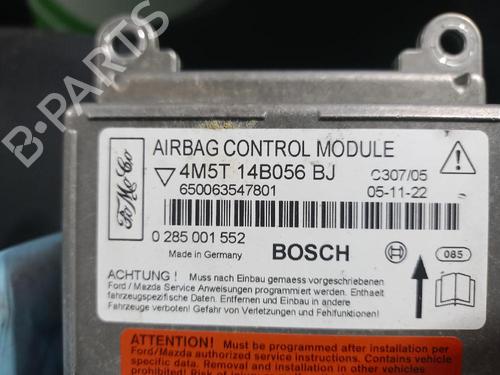 B-PARTS
FoMoCo
AIRBAG CONTROL MODULE
4M5T 14B056 BJ
C307/05
650063547801
05-11-22
0 285 001 552
BOSCH
085
Made in Germany
ACHTUNG ! Muss nach Einbau gemaess vorgeschriebenen
Ford / Mazda Service Anweisungen programmiert werden. Enthaelt
fahrzeugspezifische Daten. Entfernen und Einbau in andere
Fahrzeuge verboten! Gefahr von Verletzungen und Fehlfunktionen!
ATTENTION! Must be programmed after installation per
Ford/Mazda authorized service instructions. Contains vehicle
specific data. Removal and installation in other vehicles